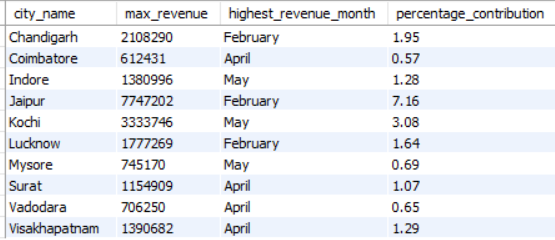 city_name max_revenue highest_revenue_month percentage_contribution
Chandigarh 2108290 February 1.95
Coimbatore 612431 April 0.57
Indore 1380996 May 1.28
Jaipur 7747202 February 7.16
Kochi 3333746 May 3.08
Lucknow 1777269 February 1.64
Mysore 745170 May 0.69
Surat 1154909 April 1.07
Vadodara 706250 April 0.65
Visakhapatnam 1390682 April 1.29